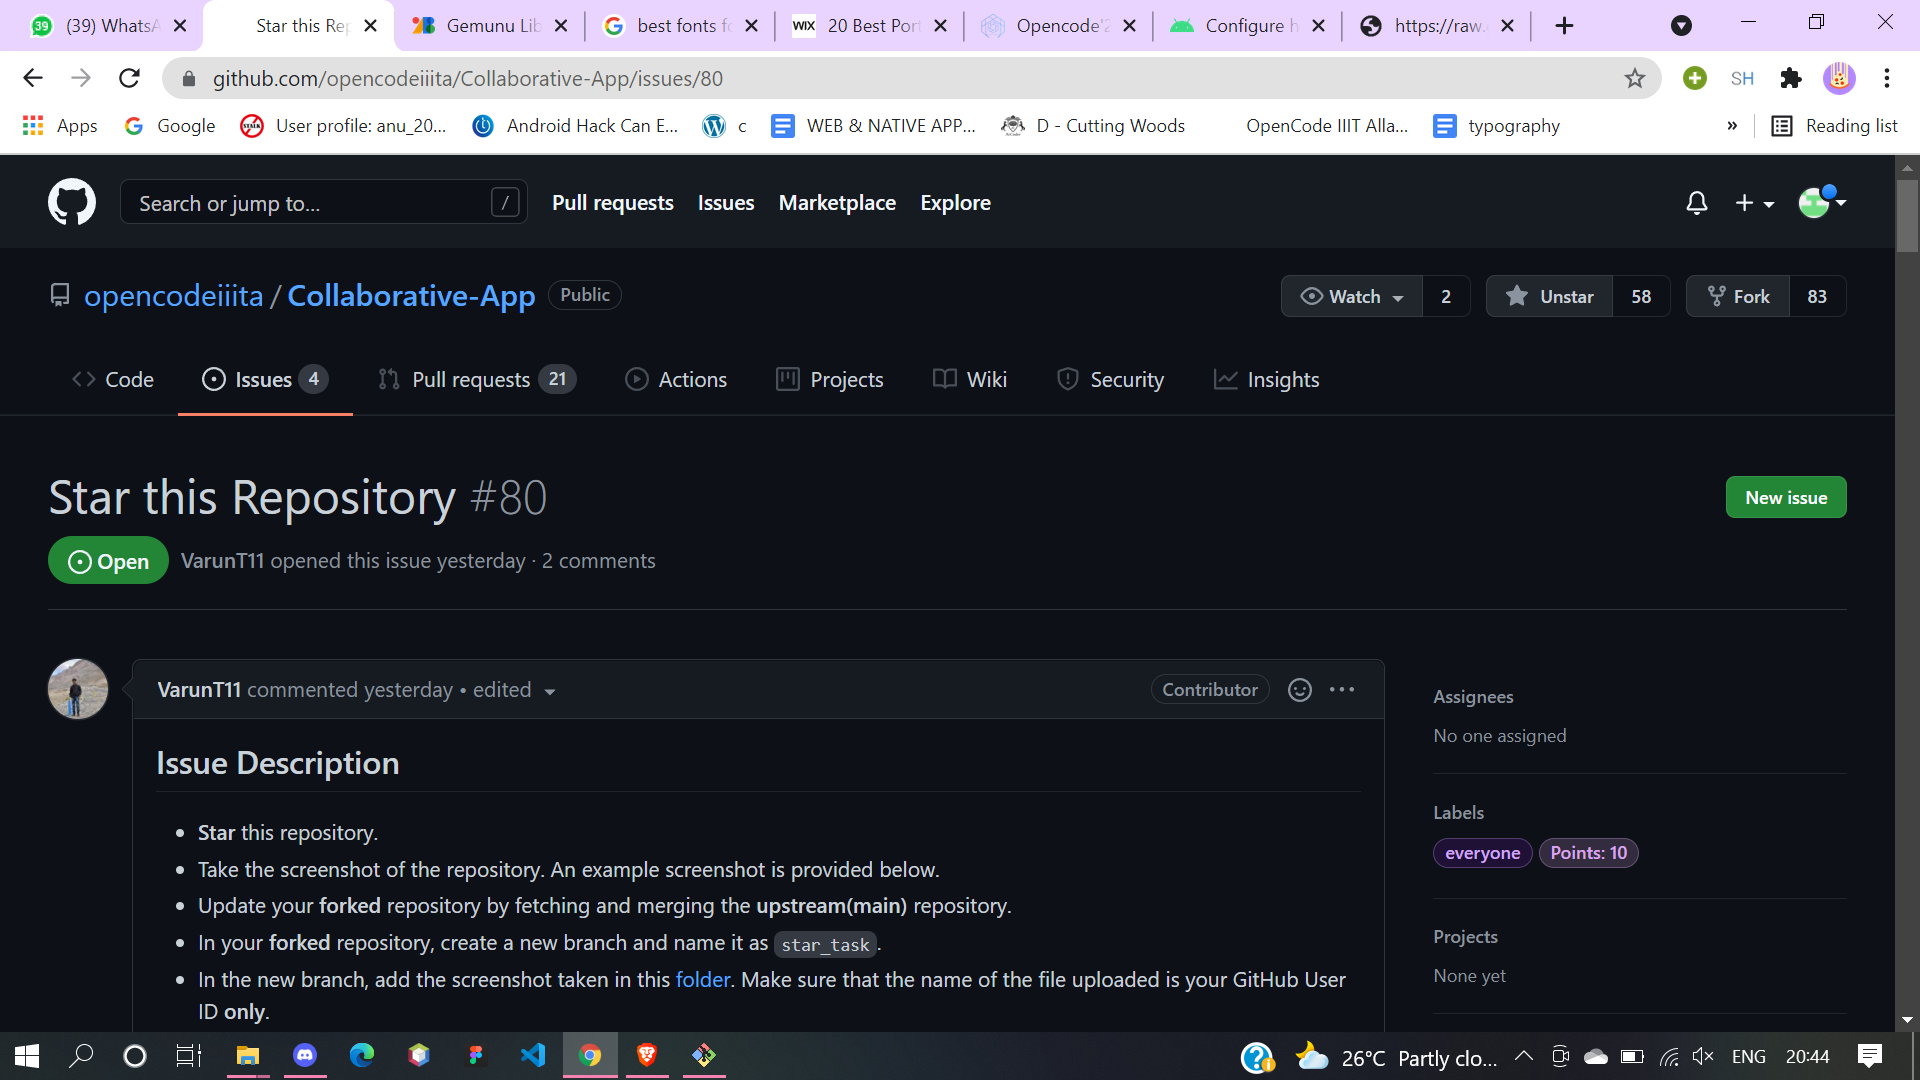 39 (39) WhatsA
Star this Rep
Gemunu Lib
best fonts fo
WIX 20 Best Port
Opencode'2
Configure h
https://raw.
github.com/opencodeiiita/Collaborative-App/issues/80
SH
Apps
Google
User profile: anu_20...
Android Hack Can E...
c
WEB & NATIVE APP...
D - Cutting Woods
OpenCode IIIT Alla...
typography
»
Reading list
Search or jump to... /
Pull requests
Issues
Marketplace
Explore
opencodeiiita / Collaborative-App Public
Watch 2
Unstar 58
Fork 83
Code
Issues 4
Pull requests 21
Actions
Projects
Wiki
Security
Insights
Star this Repository #80
New issue
Open VarunT11 opened this issue yesterday · 2 comments
VarunT11 commented yesterday • edited
Contributor
Issue Description
• Star this repository.
• Take the screenshot of the repository. An example screenshot is provided below.
• Update your forked repository by fetching and merging the upstream(main) repository.
• In your forked repository, create a new branch and name it as star_task.
• In the new branch, add the screenshot taken in this folder. Make sure that the name of the file uploaded is your GitHub User
ID only.
Assignees
No one assigned
Labels
everyone Points: 10
Projects
None yet
26°C Partly clo...
ENG
20:44